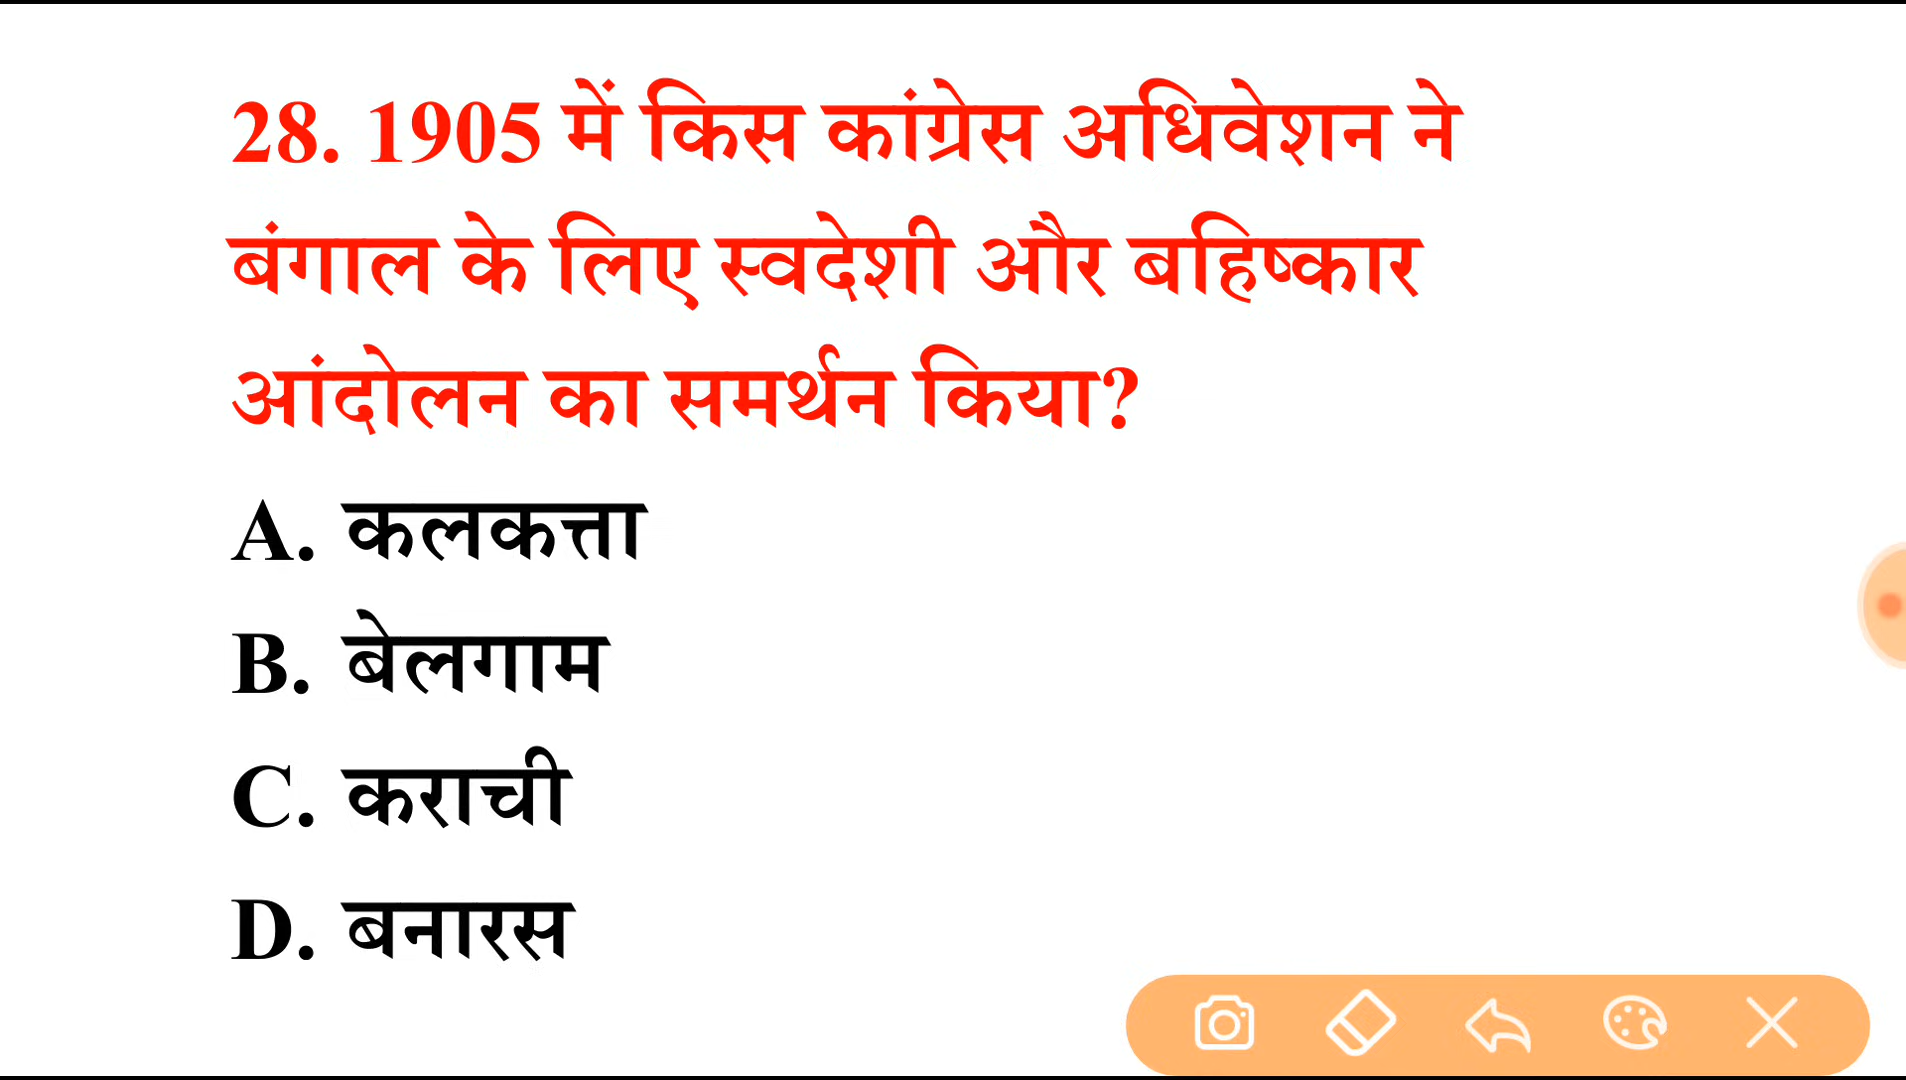 28. 1905 में किस कांग्रेस अधिवेशन ने
बंगाल के लिए स्वदेशी और बहिष्कार
आंदोलन का समर्थन किया?
A. कलकत्ता
B. बेलगाम
C. कराची
D. बनारस